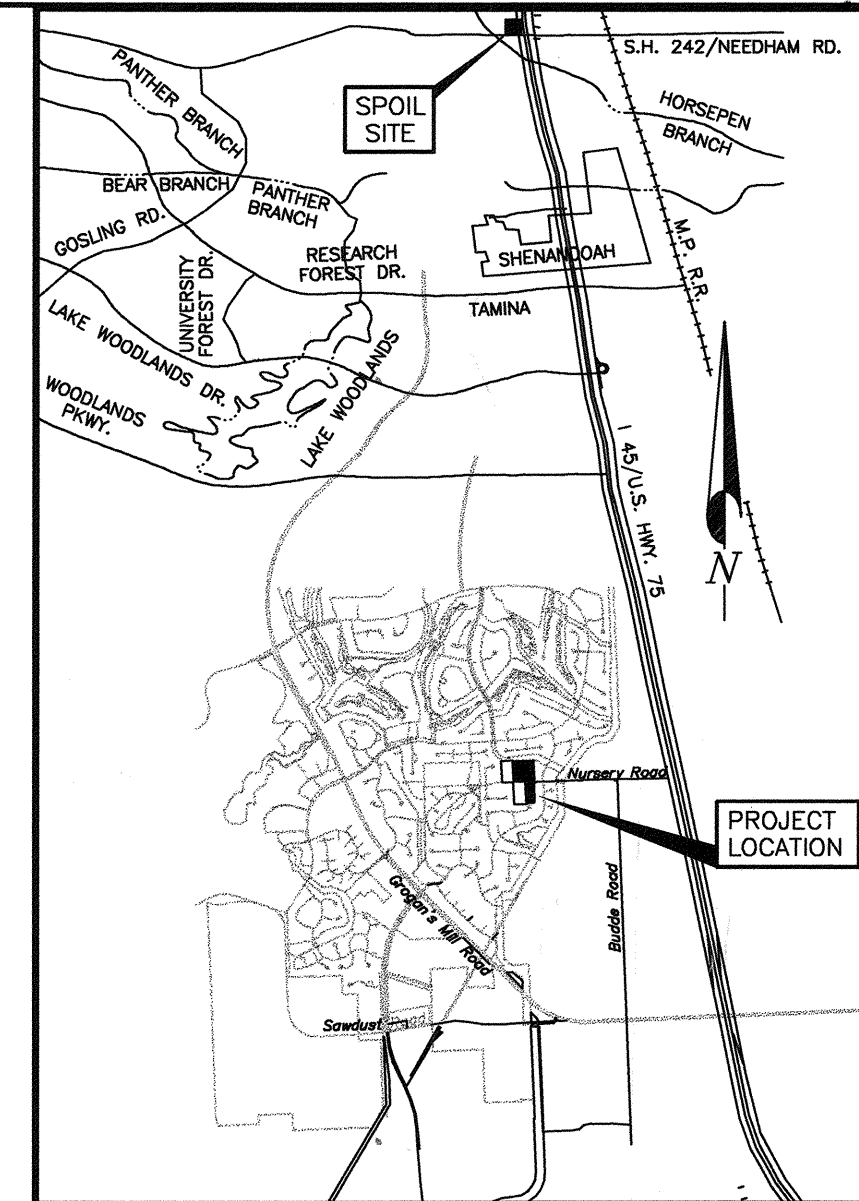 S.H. 242/NEEDHAM RD.
PANTHER BRANCH
SPOIL
SITE
HORSEPEN
BRANCH
BEAR BRANCH
PANTHER
BRANCH
GOSLING RD.
UNIVERSITY
FOREST DR.
RESEARCH
FOREST DR.
SHENANDOAH
M.P. R.R.
TAMINA
LAKE WOODLANDS DR.
WOODLANDS
PKWY.
LAKE WOODLANDS
I 45/U.S. HWY. 75
N
Nursery Road
PROJECT
LOCATION
Budde Road
Grogan's Mill Road
Sawdust